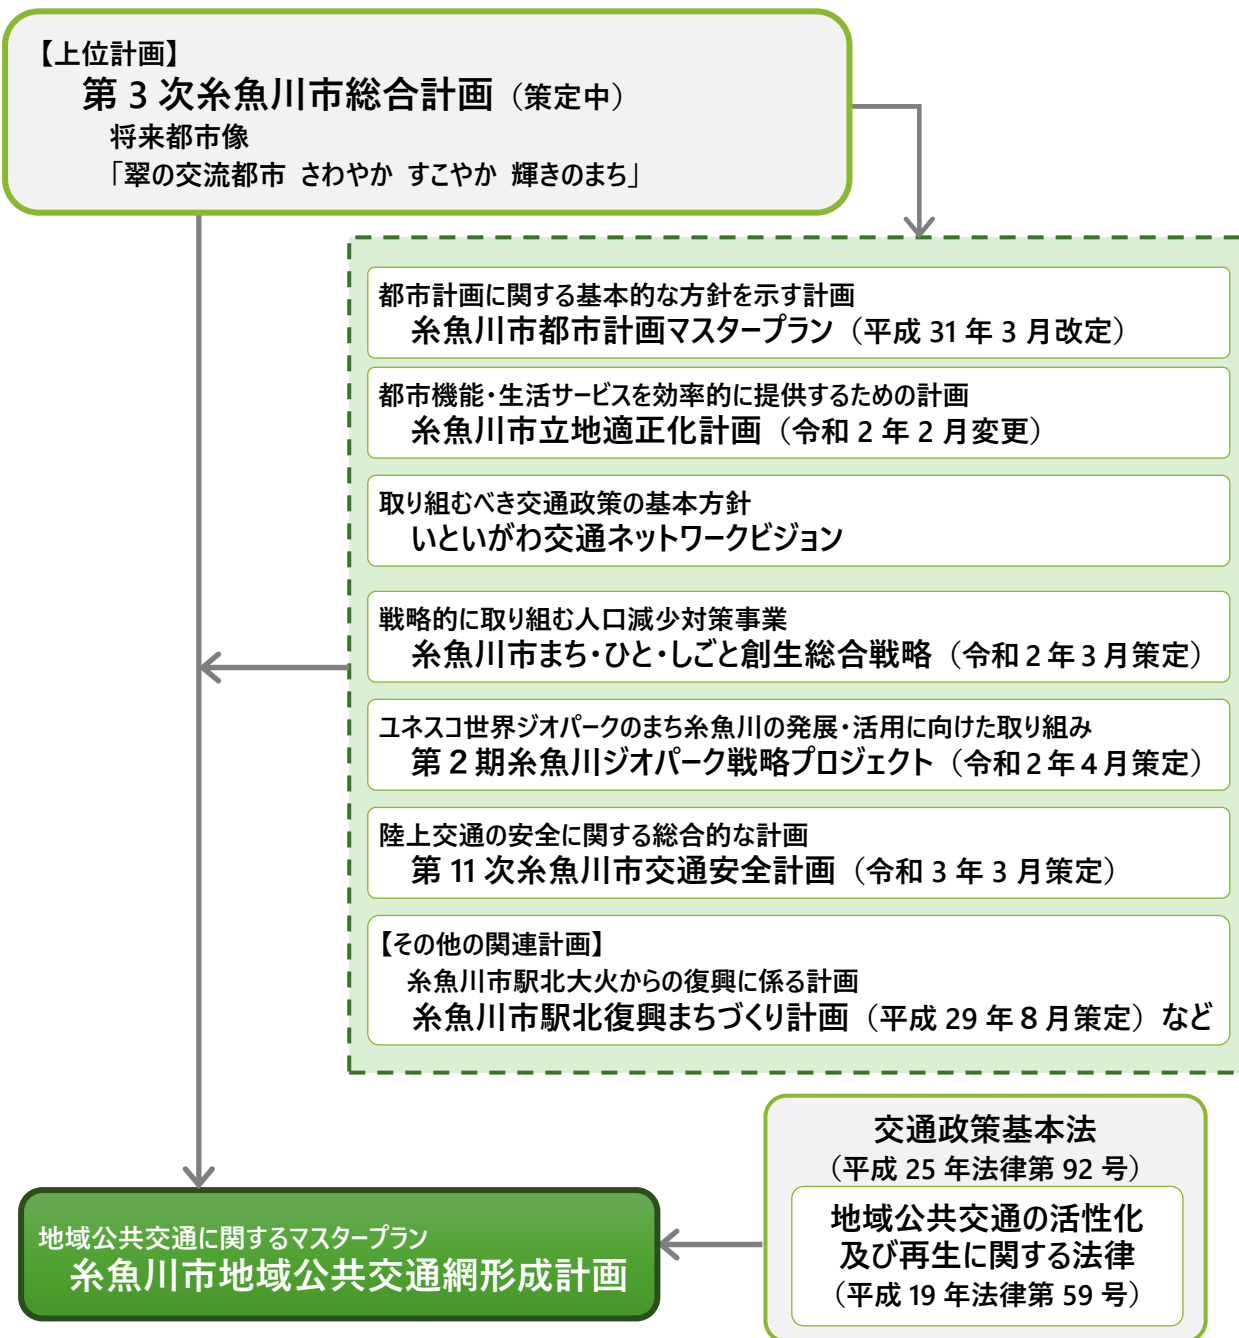 【上位計画】
第 3 次糸魚川市総合計画（策定中）
将来都市像
「翠の交流都市 さわやか すこやか 輝きのまち」
都市計画に関する基本的な方針を示す計画
糸魚川市都市計画マスタープラン（平成 31 年 3 月改定）
都市機能・生活サービスを効率的に提供するための計画
糸魚川市立地適正化計画（令和 2 年 2 月変更）
取り組むべき交通政策の基本方針
いといがわ交通ネットワークビジョン
戦略的に取り組む人口減少対策事業
糸魚川市まち・ひと・しごと創生総合戦略（令和２年３月策定）
ユネスコ世界ジオパークのまち糸魚川の発展・活用に向けた取り組み
第２期糸魚川ジオパーク戦略プロジェクト（令和２年４月策定）
陸上交通の安全に関する総合的な計画
第 11 次糸魚川市交通安全計画（令和 3 年 3 月策定）
【その他の関連計画】
糸魚川市駅北大火からの復興に係る計画
糸魚川市駅北復興まちづくり計画（平成 29 年８月策定）など
交通政策基本法
（平成 25 年法律第 92 号）
地域公共交通の活性化
及び再生に関する法律
（平成 19 年法律第 59 号）
地域公共交通に関するマスタープラン
糸魚川市地域公共交通網形成計画